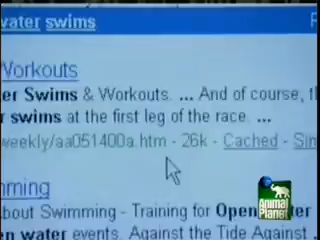 water swims
Workouts
er Swims & Workouts. ... And of course, t
r swims at the first leg of the race. ...
weekly/aa051400a.htm - 26k - Cached - Sim
mming
bout Swimming - Training for Open ter
n water events. Against the Tide Against
ANIMAL PLANET